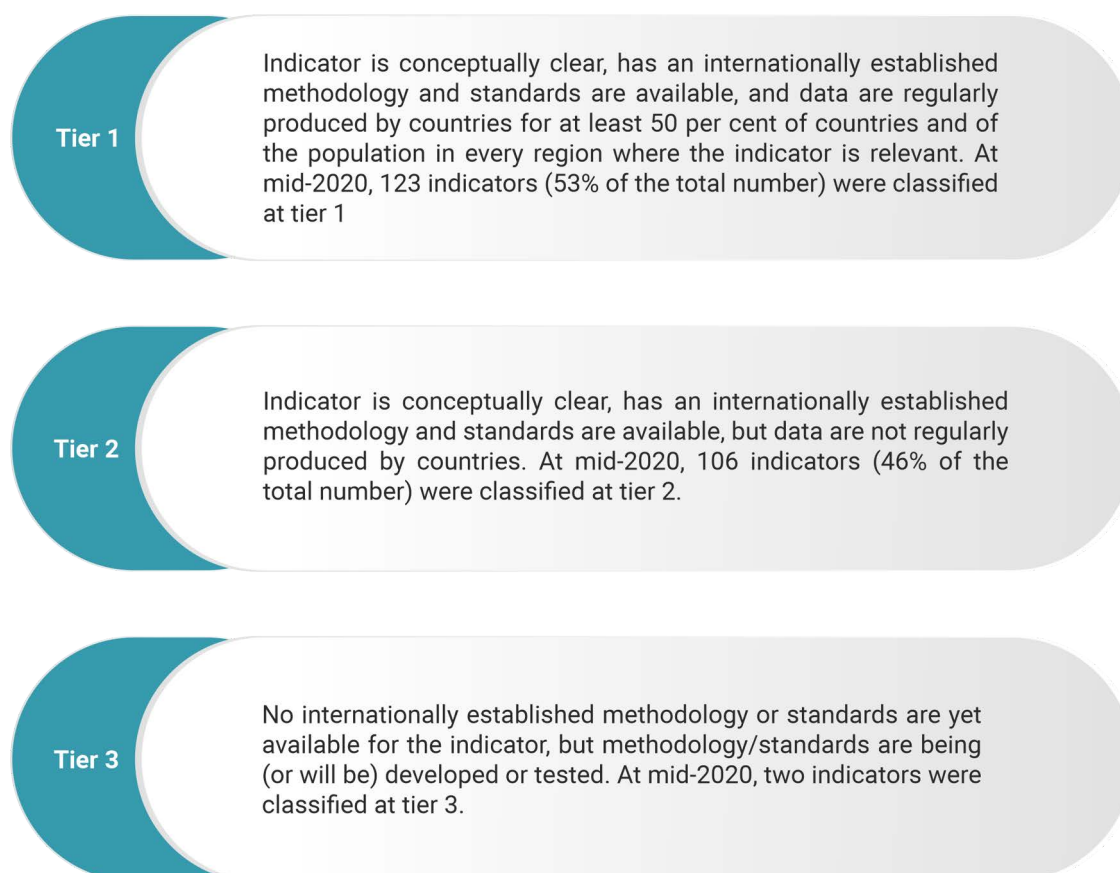 Tier 1
Indicator is conceptually clear, has an internationally established
methodology and standards are available, and data are regularly
produced by countries for at least 50 per cent of countries and of
the population in every region where the indicator is relevant. At
mid-2020, 123 indicators (53% of the total number) were classified
at tier 1
Tier 2
Indicator is conceptually clear, has an internationally established
methodology and standards are available, but data are not regularly
produced by countries. At mid-2020, 106 indicators (46% of the
total number) were classified at tier 2.
Tier 3
No internationally established methodology or standards are yet
available for the indicator, but methodology/standards are being
(or will be) developed or tested. At mid-2020, two indicators were
classified at tier 3.